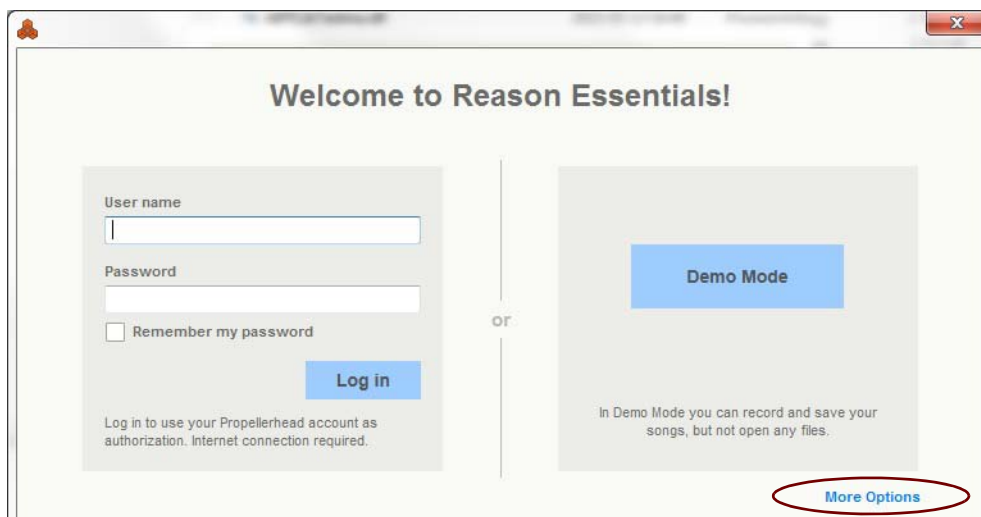 Welcome to Reason Essentials!
User name
Password
Remember my password
Log in
Log in to use your Propellerhead account as
authorization. Internet connection required.
or
Demo Mode
In Demo Mode you can record and save your
songs, but not open any files.
More Options